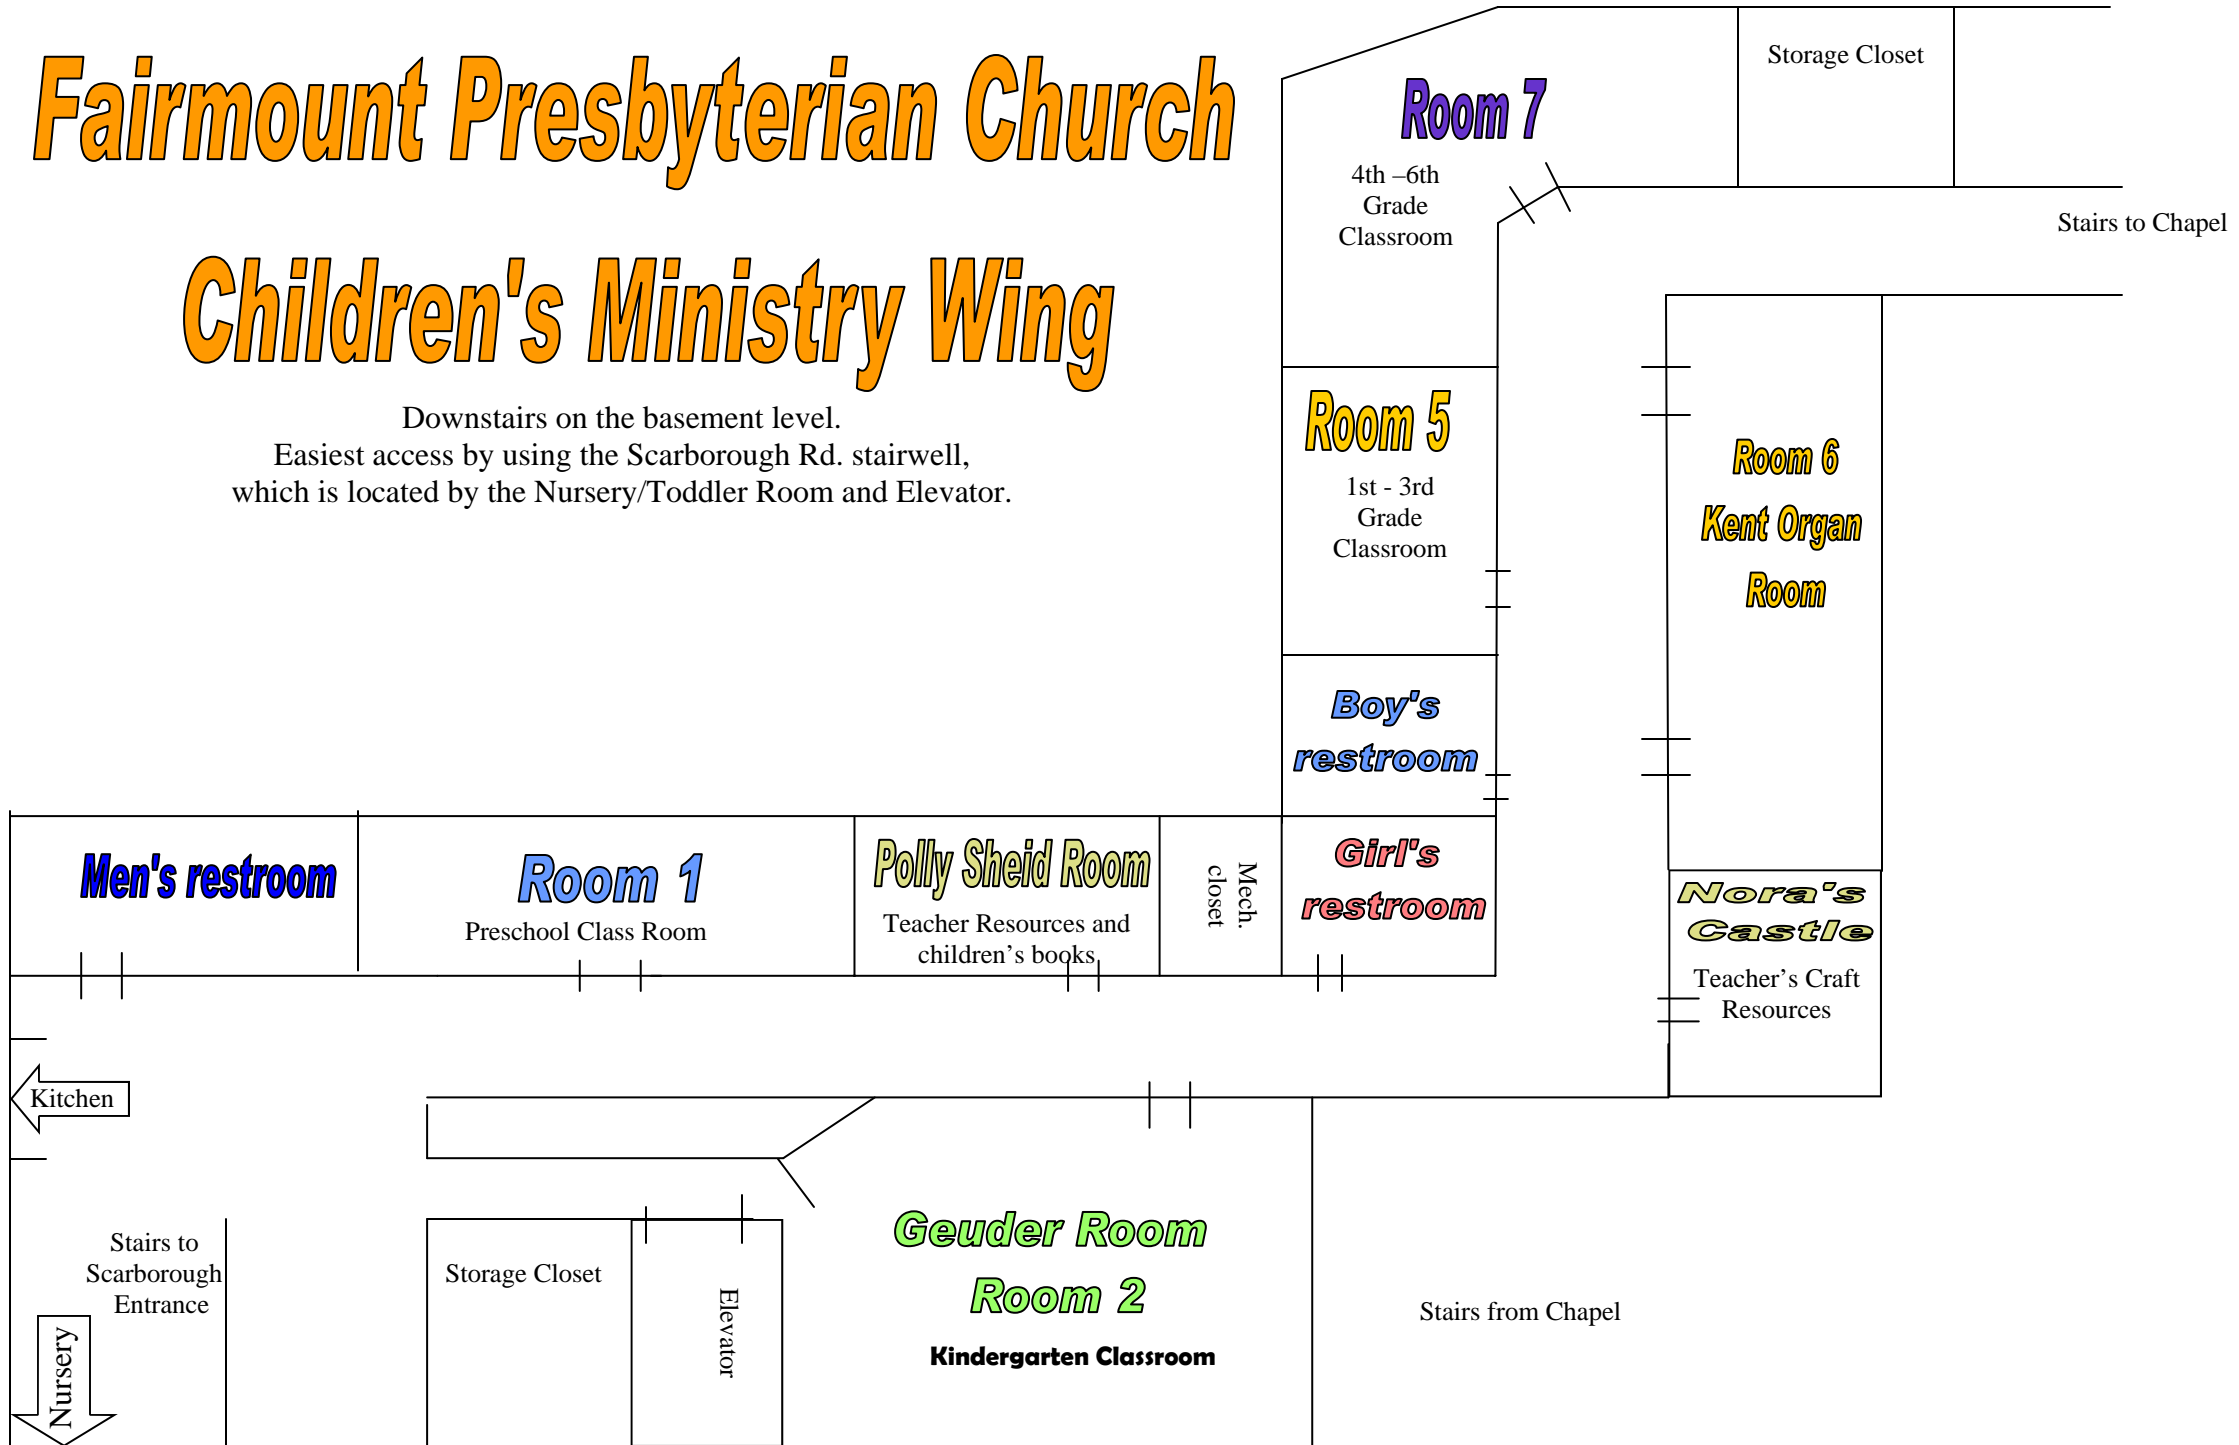 Fairmount Presbyterian Church
Children's Ministry Wing
Downstairs on the basement level.
Easiest access by using the Scarborough Rd. stairwell,
which is located by the Nursery/Toddler Room and Elevator.
Room 7
4th –6th
Grade
Classroom
Storage Closet
Stairs to Chapel
Room 5
1st - 3rd
Grade
Classroom
Room 6
Kent Organ
Room
Boy's
restroom
Men's restroom
Room 1
Preschool Class Room
Polly Sheid Room
Teacher Resources and
children’s books
Mech.
closet
Girl's
restroom
Nora's
Castle
Teacher’s Craft
Resources
Kitchen
Stairs to
Scarborough
Entrance
Nursery
Storage Closet
Elevator
Geuder Room
Room 2
Kindergarten Classroom
Stairs from Chapel